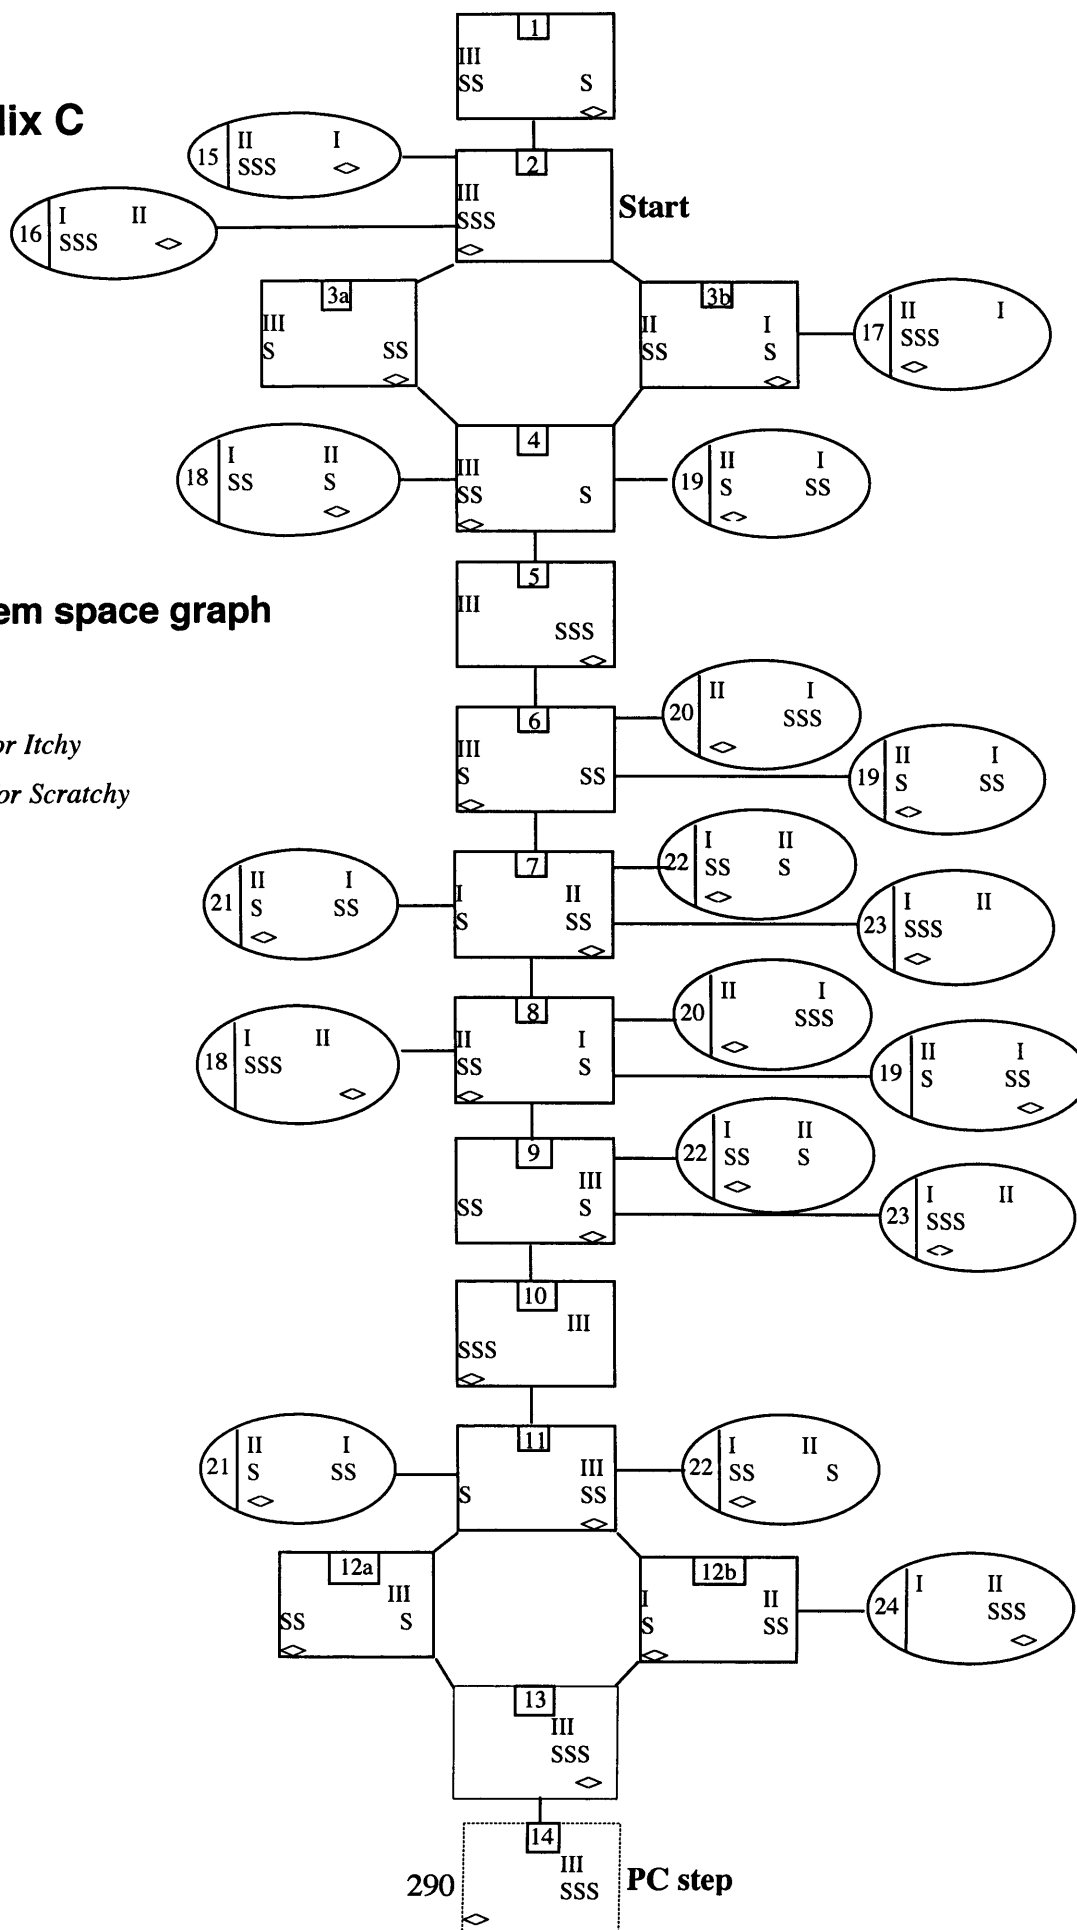 1
III
SS S
lix C
15 II I
SSS
2
III
SSS
Start
16 I II
SSS
3a
III
S SS
3b
II I
SS S
17 II I
SSS
4
III
SS S
18 I II
SS S
19 II I
S SS
5
III
SSS
em space graph
6
III
S SS
20 II I
SSS
or Itchy
19 II I
S SS
or Scratchy
7
I II
S SS
22 I II
SS S
21 II I
S SS
23 I II
SSS
8
II I
SS S
20 II I
SSS
18 I II
SSS
19 II I
S SS
9
III
SS S
22 I II
SS S
23 I II
SSS
10
III
SSS
11
III
S SS
21 II I
S SS
22 I II
SS S
12a
III
SS S
12b
I II
S SS
24 I II
SSS
13
III
SSS
14
III
SSS
290
PC step